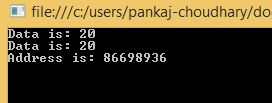 file:///c:/users/pankaj-choudhary/do
Data is: 20
Data is: 20
Address is: 86698936